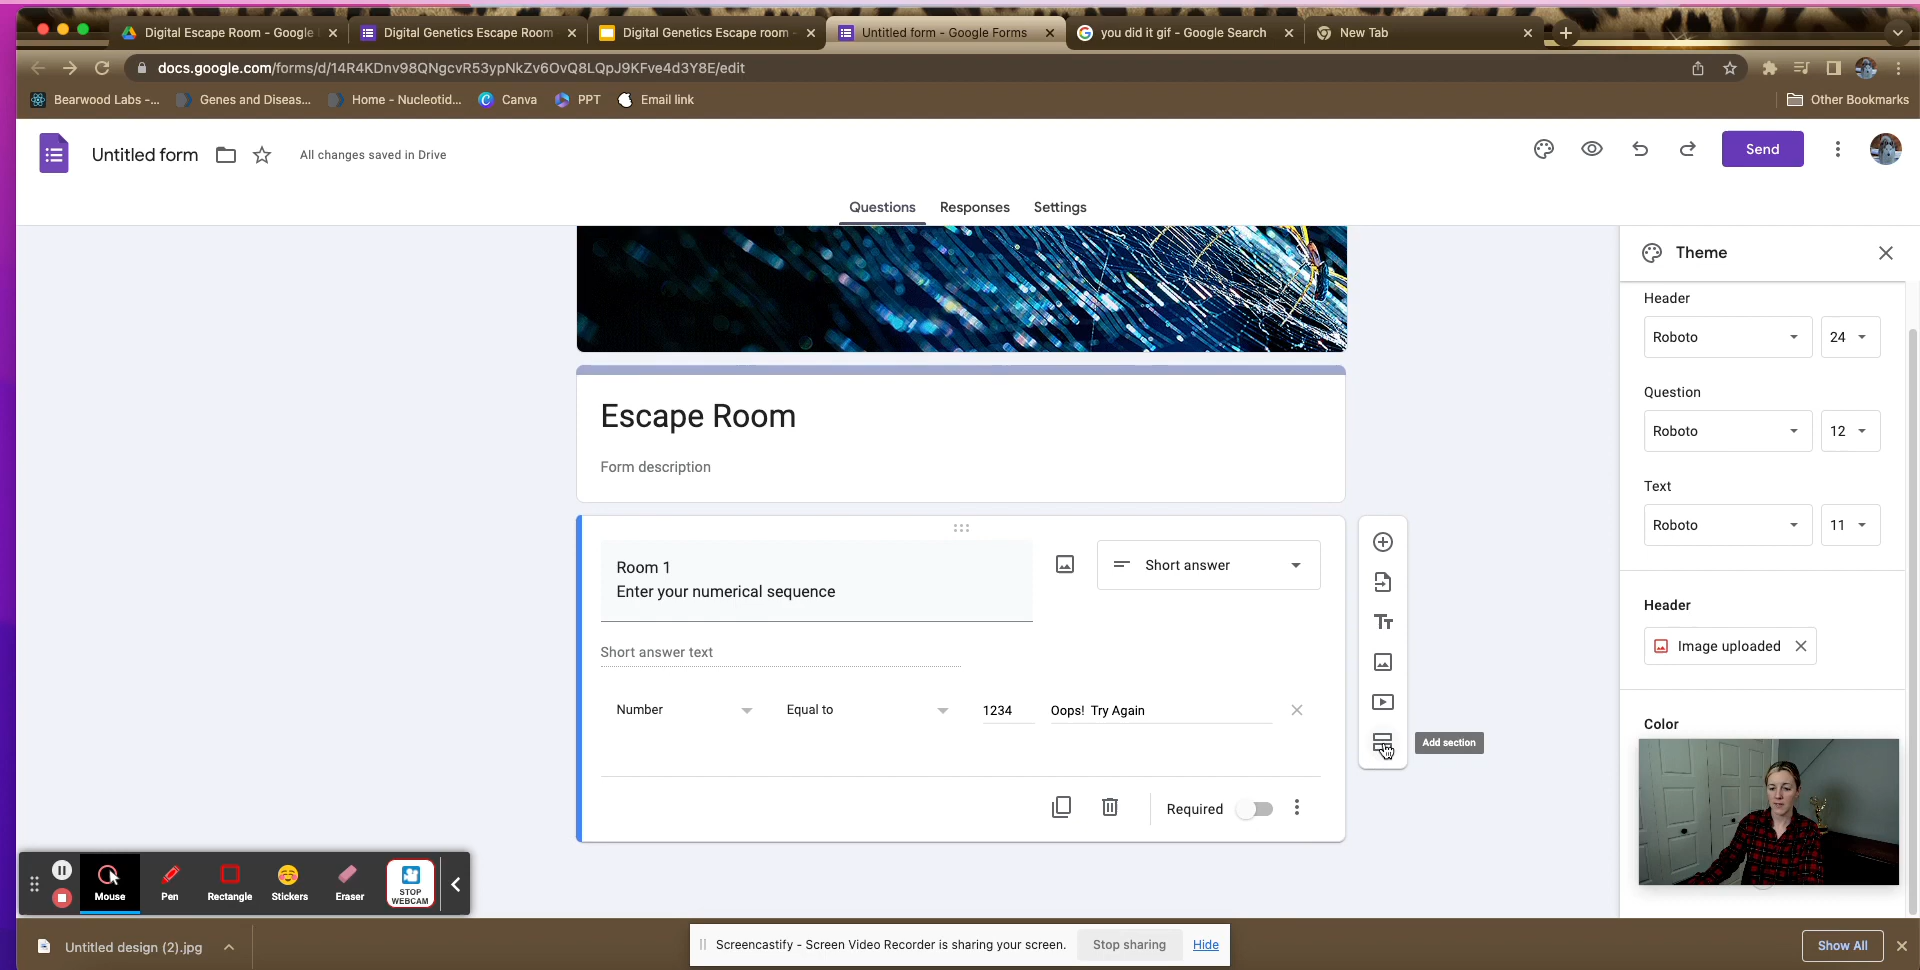 Digital Escape Room - Google
Digital Genetics Escape Room
Digital Genetics Escape room -
Untitled form - Google Forms
you did it gif - Google Search
New Tab
docs.google.com/forms/d/14R4KDnv98QNgcvR53ypNkZv6OvQ8LQpJ9KFve4d3Y8E/edit
Bearwood Labs -...
Genes and Diseas...
Home - Nucleotid...
Canva
PPT
Email link
Other Bookmarks
Untitled form
All changes saved in Drive
Send
Questions
Responses
Settings
Theme
Header
Roboto
24
Question
Roboto
12
Text
Roboto
11
Header
Image uploaded
Color
Escape Room
Form description
Room 1
Enter your numerical sequence
Short answer
Short answer text
Number
Equal to
1234
Oops! Try Again
Add section
Required
Mouse
Pen
Rectangle
Stickers
Eraser
STOP
WEBCAM
Untitled design (2).jpg
Screencastify - Screen Video Recorder is sharing your screen.
Stop sharing
Hide
Show All